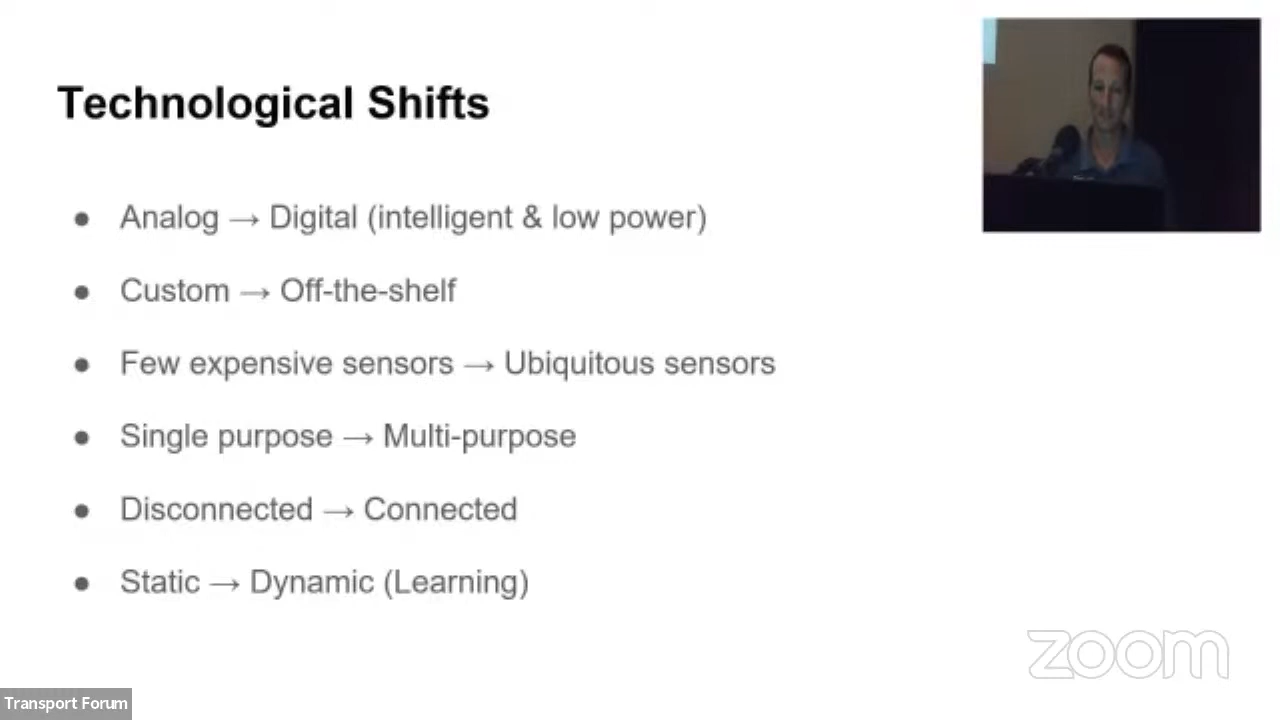 Technological Shifts
● Analog → Digital (intelligent & low power)
● Custom → Off-the-shelf
● Few expensive sensors → Ubiquitous sensors
● Single purpose → Multi-purpose
● Disconnected → Connected
● Static → Dynamic (Learning)
zoom
Transport Forum